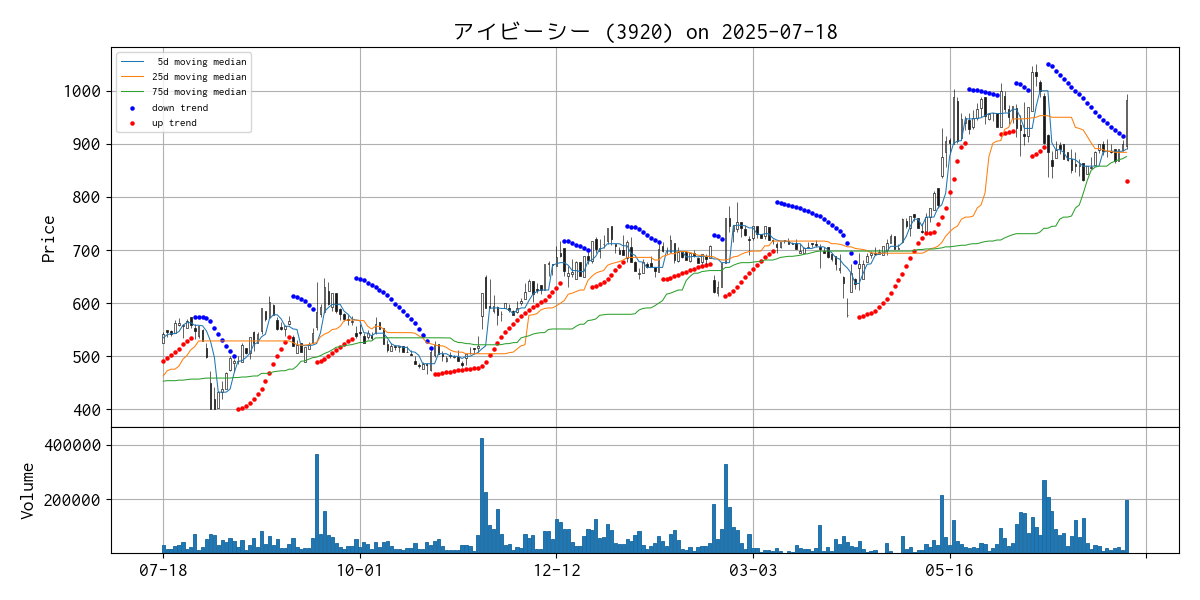 アイビーシー (3920) on 2025-07-18
5d moving median
25d moving median
75d moving median
down trend
up trend
Price
1000
900
800
700
600
500
400
Volume
400000
200000
07-18
10-01
12-12
03-03
05-16